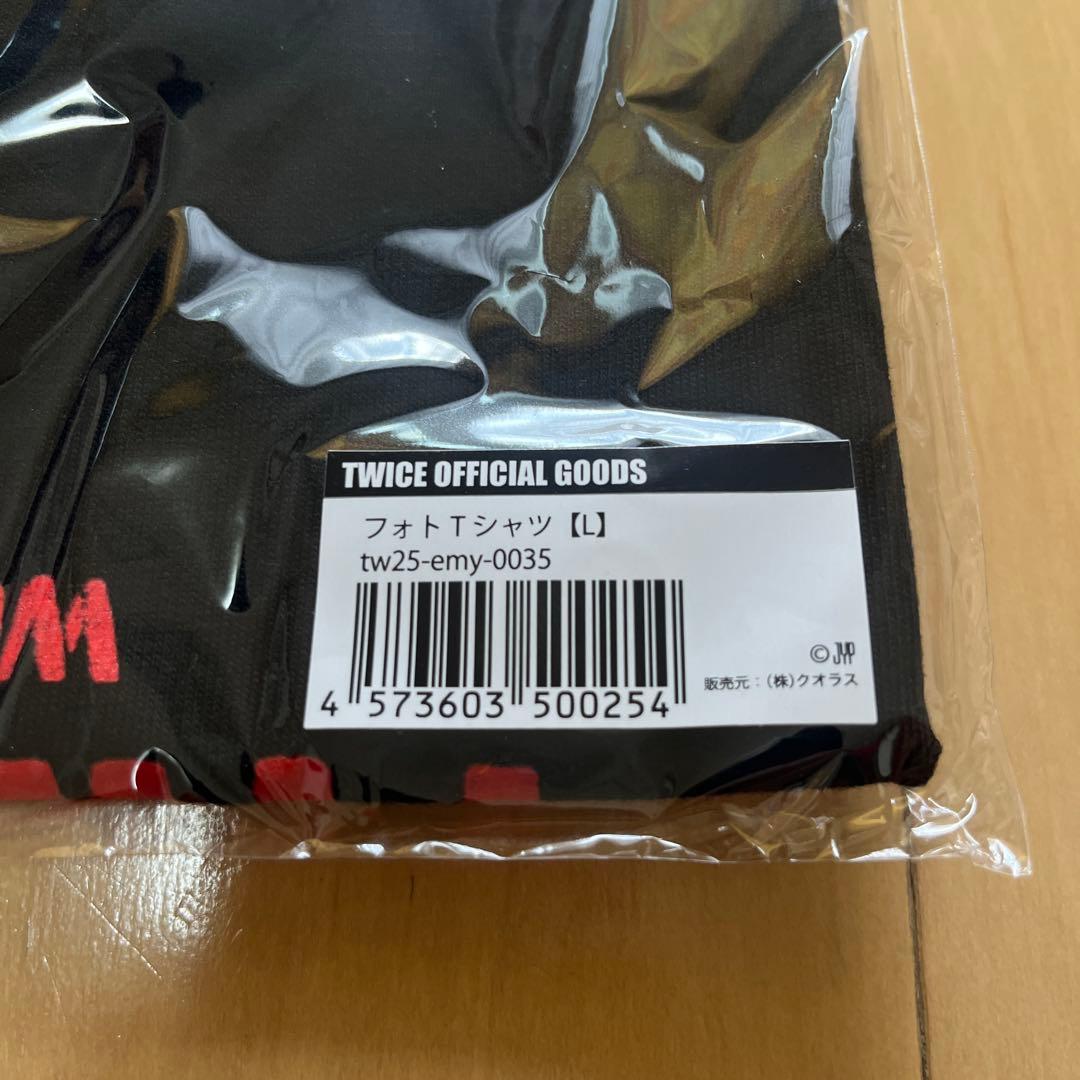 TWICE OFFICIAL GOODS
フォトTシャツ【L】
tw25-emy-0035
4 573603 500254
© JYP
販売元:(株)クオラス